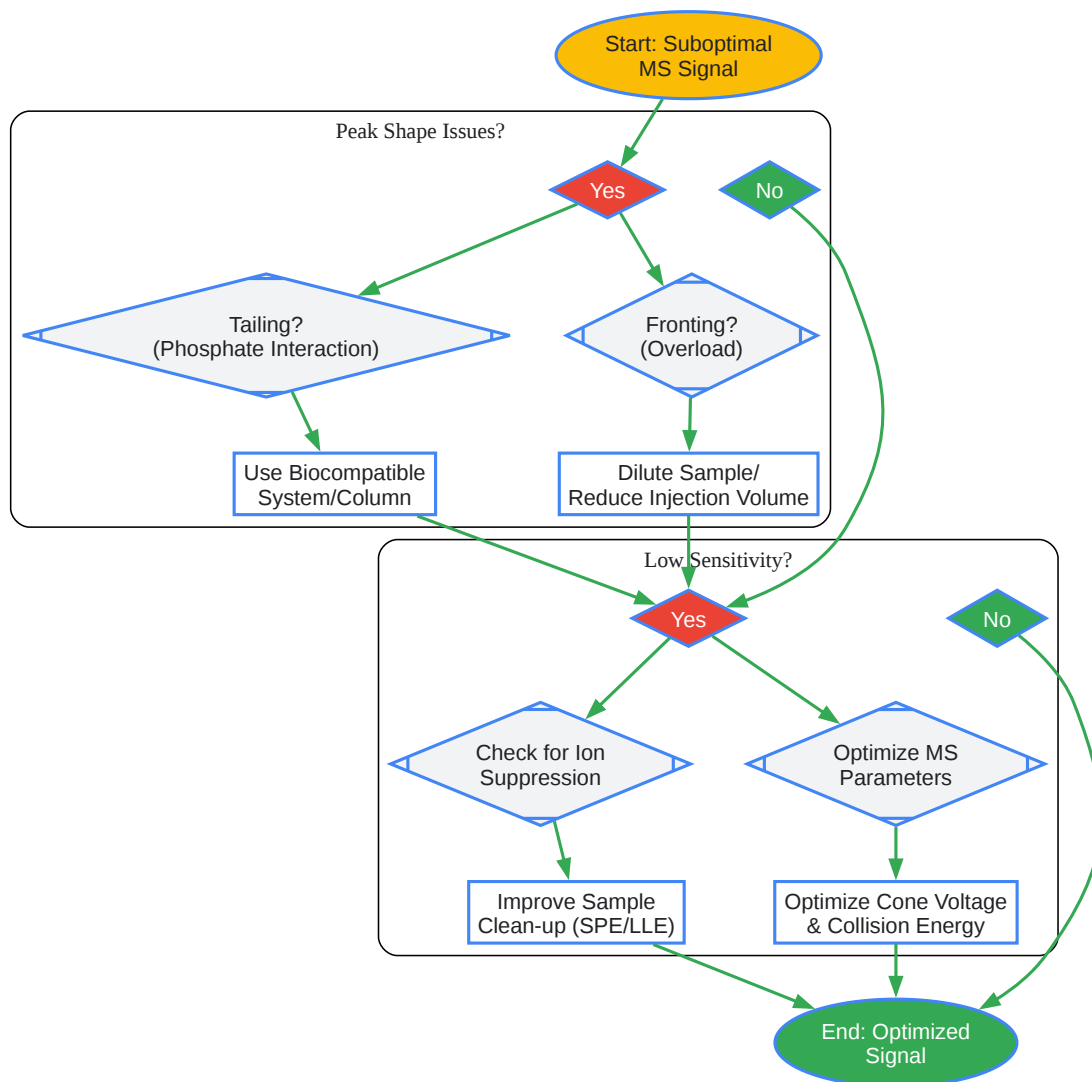 Start: Suboptimal
MS Signal
Peak Shape Issues?
Yes
No
Tailing?
(Phosphate Interaction)
Fronting?
(Overload)
Use Biocompatible
System/Column
Dilute Sample/
Reduce Injection Volume
Low Sensitivity?
Yes
No
Check for Ion
Suppression
Optimize MS
Parameters
Improve Sample
Clean-up (SPE/LLE)
Optimize Cone Voltage
& Collision Energy
End: Optimized
Signal